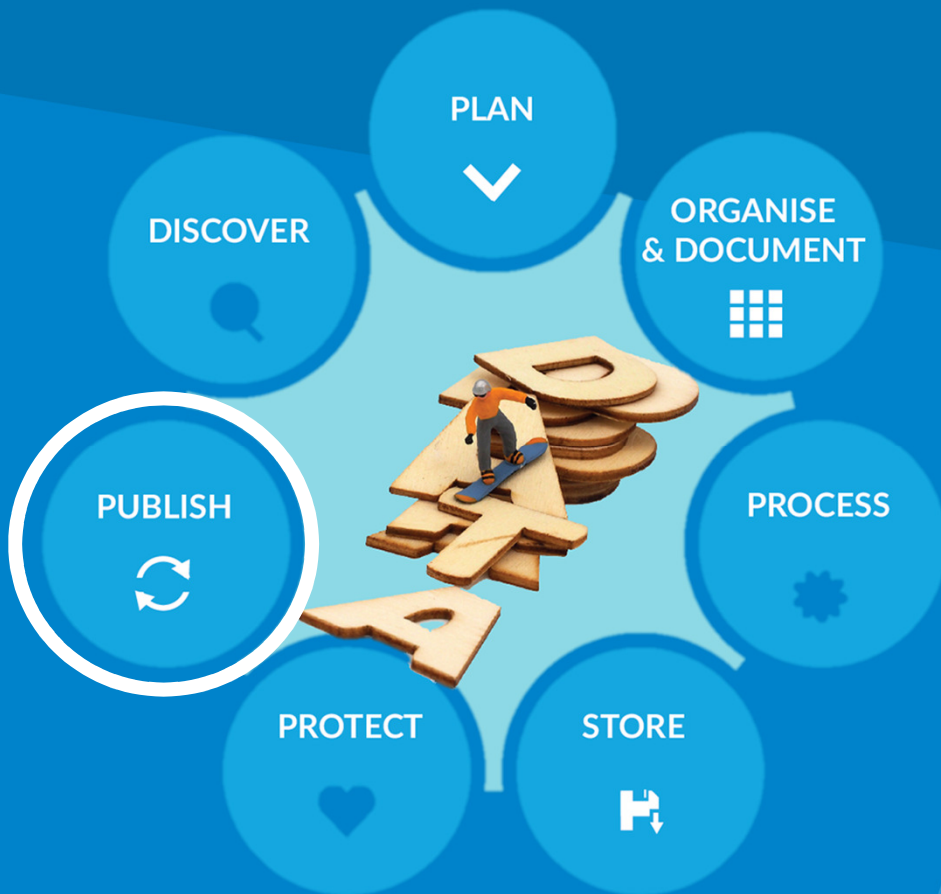 PLAN
ORGANISE
& DOCUMENT
PROCESS
STORE
PROTECT
PUBLISH
DISCOVER
D
A
T
A